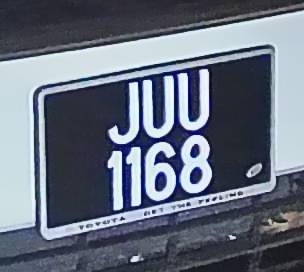 JUU
1168
TOYOTA GET THE FEELING